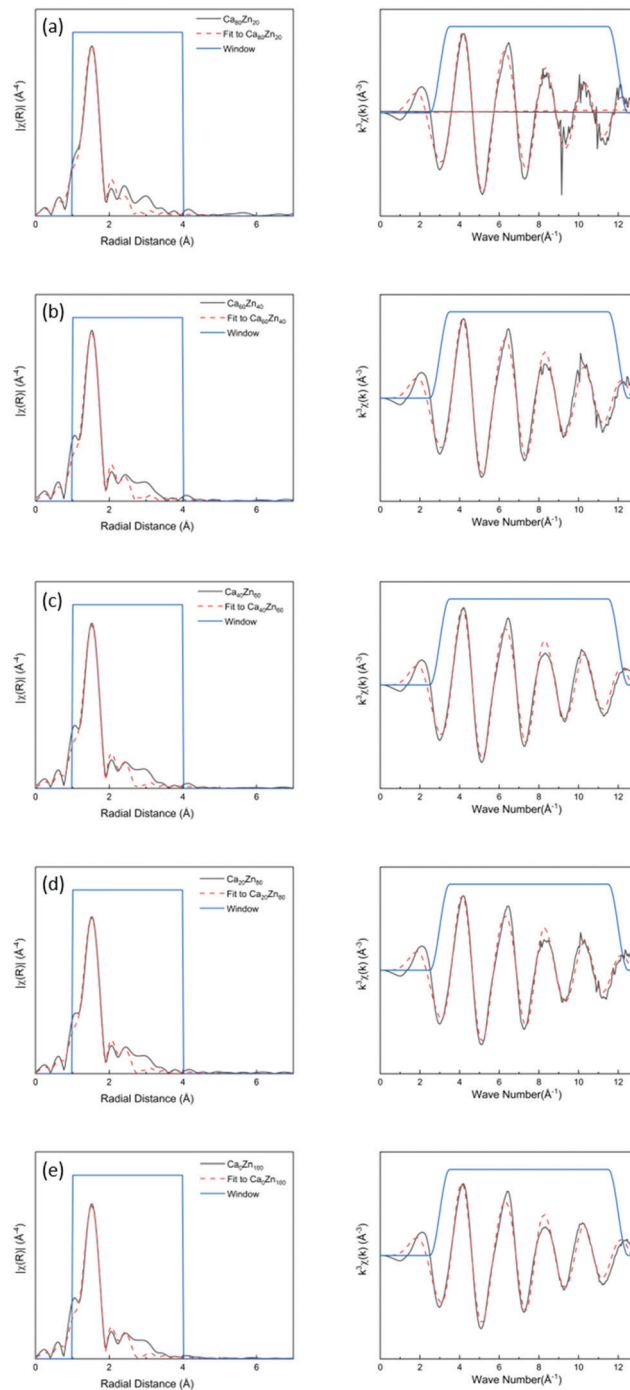 (a)
Ca₈₀Zn₂₀
Fit to Ca₈₀Zn₂₀
Window
|χ(R)| (Å⁻⁴)
0 2 4 6
Radial Distance (Å)
k³χ(k) (Å⁻³)
0 2 4 6 8 10 12
Wave Number(Å⁻¹)
(b)
Ca₆₀Zn₄₀
Fit to Ca₆₀Zn₄₀
Window
|χ(R)| (Å⁻⁴)
0 2 4 6
Radial Distance (Å)
k³χ(k) (Å⁻³)
0 2 4 6 8 10 12
Wave Number(Å⁻¹)
(c)
Ca₄₀Zn₆₀
Fit to Ca₄₀Zn₆₀
Window
|χ(R)| (Å⁻⁴)
0 2 4 6
Radial Distance (Å)
k³χ(k) (Å⁻³)
0 2 4 6 8 10 12
Wave Number(Å⁻¹)
(d)
Ca₂₀Zn₈₀
Fit to Ca₂₀Zn₈₀
Window
|χ(R)| (Å⁻⁴)
0 2 4 6
Radial Distance (Å)
k³χ(k) (Å⁻³)
0 2 4 6 8 10 12
Wave Number(Å⁻¹)
(e)
Ca₀Zn₁₀₀
Fit to Ca₀Zn₁₀₀
Window
|χ(R)| (Å⁻⁴)
0 2 4 6
Radial Distance (Å)
k³χ(k) (Å⁻³)
0 2 4 6 8 10 12
Wave Number(Å⁻¹)